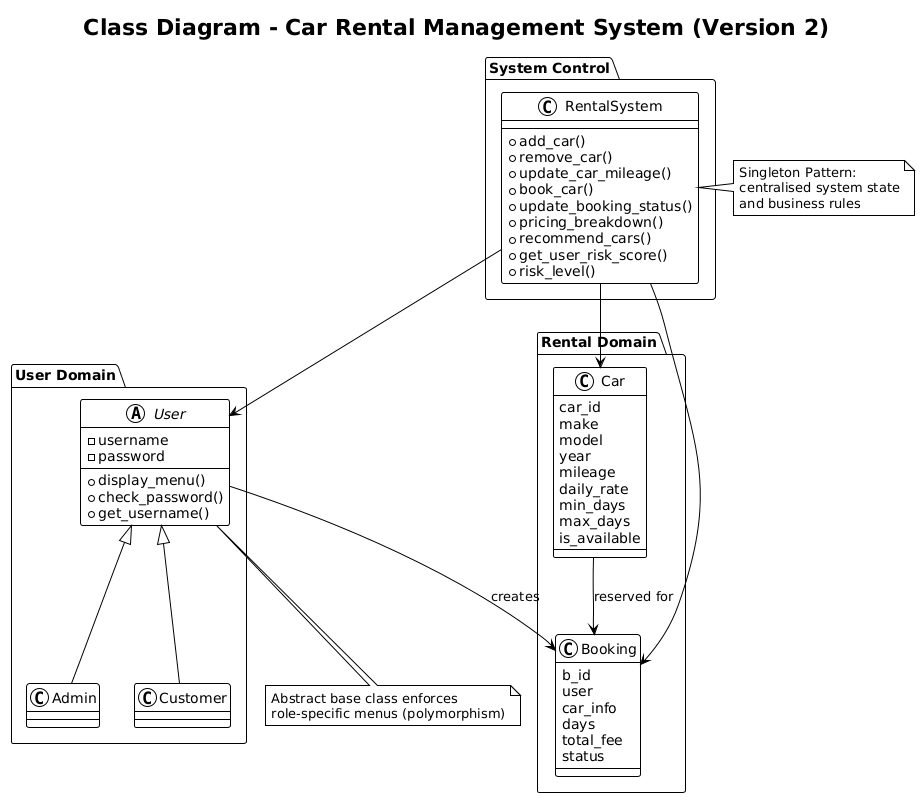 Class Diagram - Car Rental Management System (Version 2)
System Control
C RentalSystem
add_car()
remove_car()
update_car_mileage()
book_car()
update_booking_status()
pricing_breakdown()
recommend_cars()
get_user_risk_score()
risk_level()
Singleton Pattern:
centralised system state
and business rules
Rental Domain
C Car
car_id
make
model
year
mileage
daily_rate
min_days
max_days
is_available
User Domain
A User
username
password
display_menu()
check_password()
get_username()
creates
reserved for
C Booking
b_id
user
car_info
days
total_fee
status
C Admin
C Customer
Abstract base class enforces
role-specific menus (polymorphism)